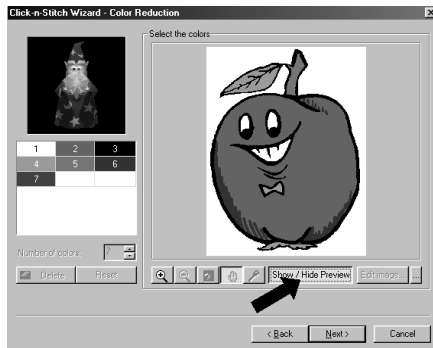 Click-n-Stitch Wizard - Color Reduction
Select the colors
1 2 3
4 5 6
7
Number of colors: 7
Delete Reset
Show / Hide Preview Edit image... ...
< Back Next > Cancel